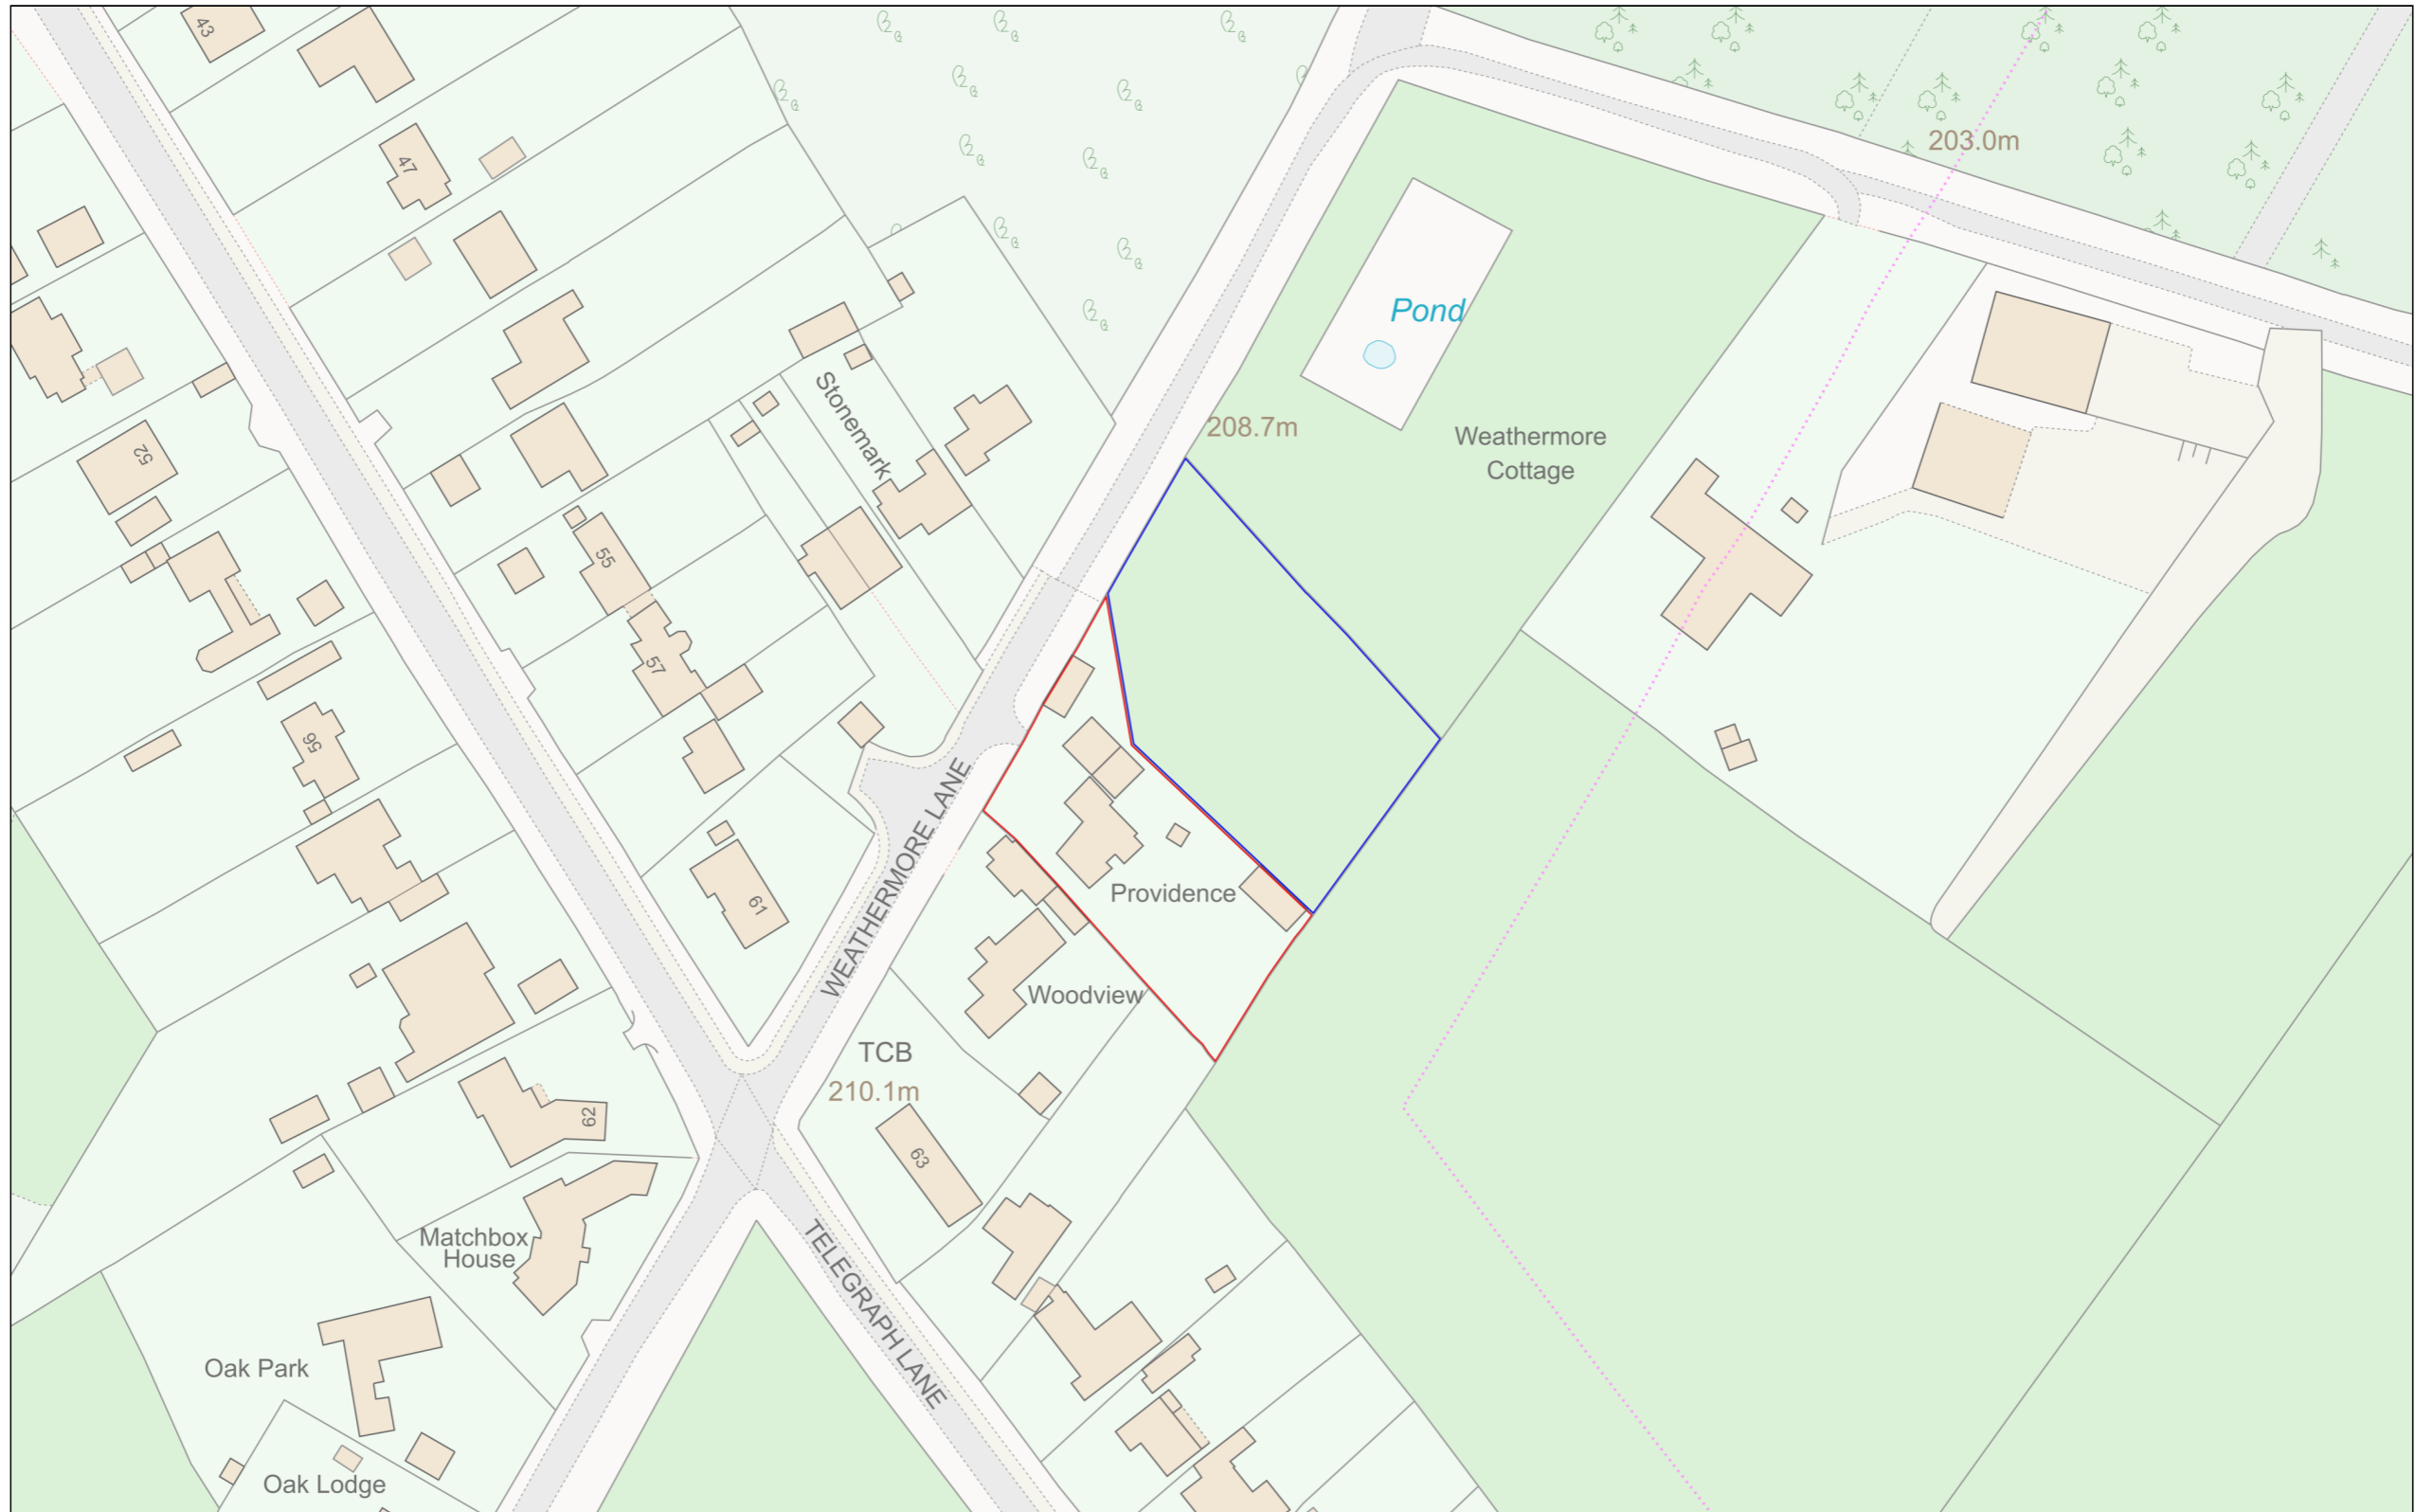 43
47
203.0m
Pond
52
Stonemark
208.7m
Weathermore
Cottage
55
57
56
61
WEATHERMORE LANE
Providence
Woodview
TCB
210.1m
62
63
Matchbox
House
TELEGRAPH LANE
Oak Park
Oak Lodge